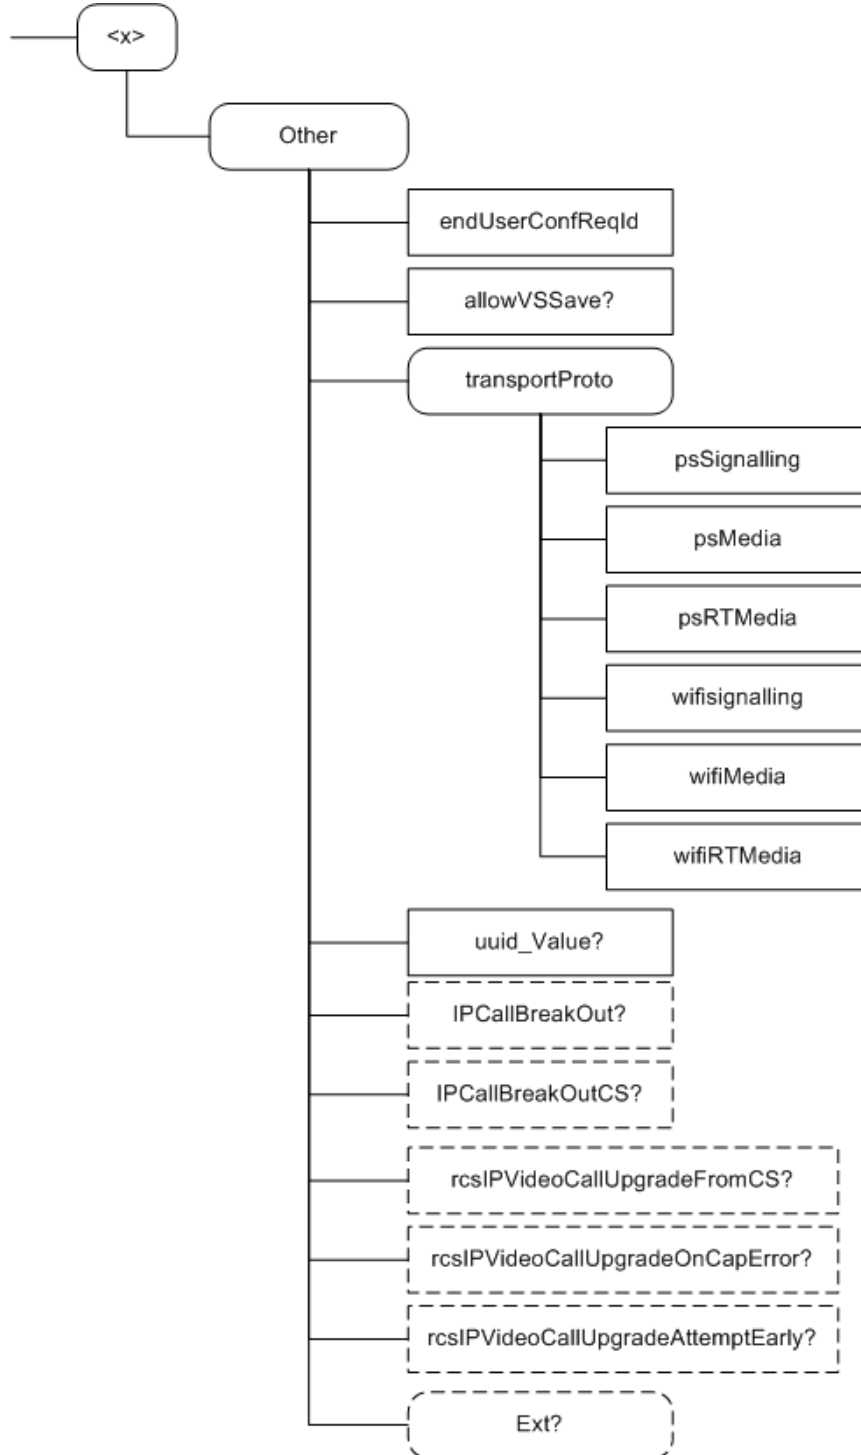 <x>
Other
endUserConfReqId
allowVSSave?
transportProto
psSignalling
psMedia
psRTMedia
wifisignalling
wifiMedia
wifiRTMedia
uuid_Value?
IPCallBreakOut?
IPCallBreakOutCS?
rcsIPVideoCallUpgradeFromCS?
rcsIPVideoCallUpgradeOnCapError?
rcsIPVideoCallUpgradeAttemptEarly?
Ext?